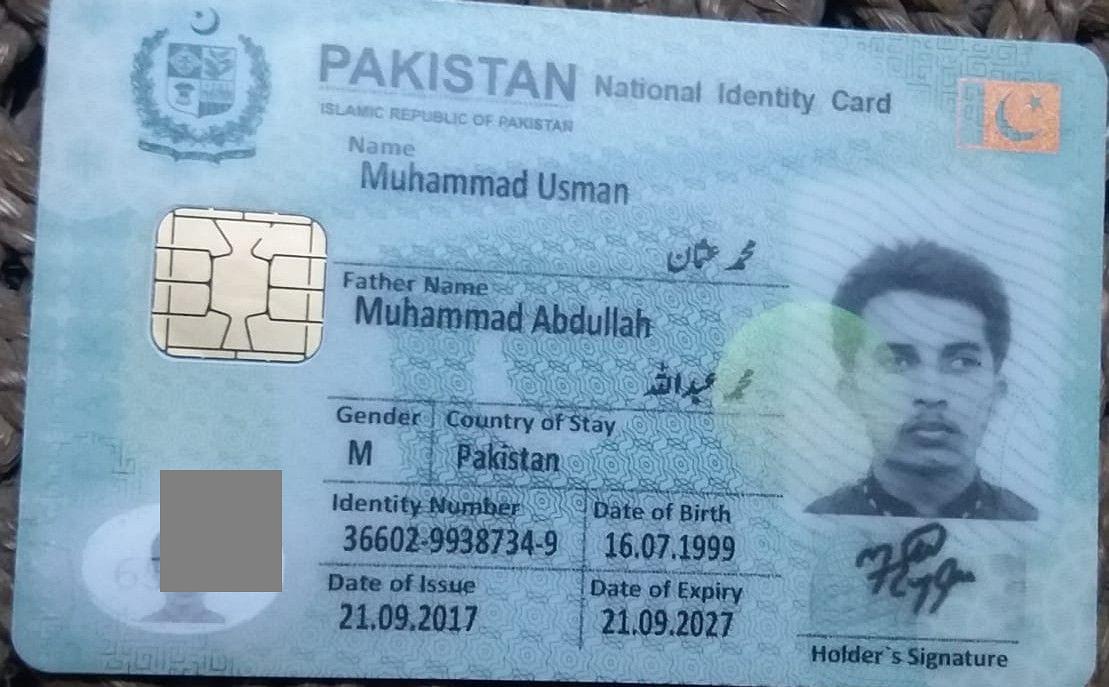 PAKISTAN National Identity Card
ISLAMIC REPUBLIC OF PAKISTAN
Name
Muhammad Usman
محمد عثمان
Father Name
Muhammad Abdullah
محمد عبداللہ
Gender Country of Stay
M Pakistan
Identity Number Date of Birth
36602-9938734-9 16.07.1999
Date of Issue Date of Expiry
21.09.2017 21.09.2027
Holder`s Signature